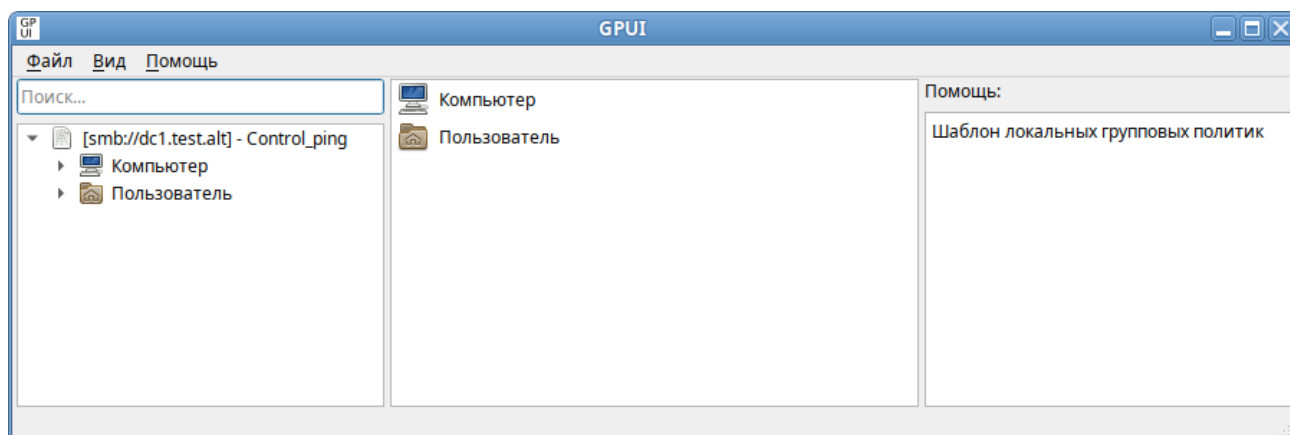 GP
UI
GPUI
Файл Вид Помощь
Поиск...
[smb://dc1.test.alt] - Control_ping
Компьютер
Пользователь
Компьютер
Пользователь
Помощь:
Шаблон локальных групповых политик